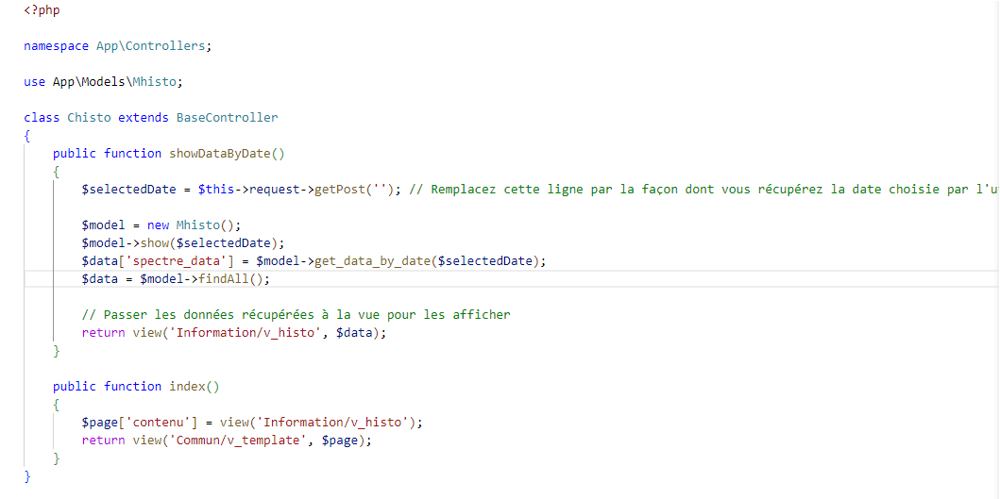 <?php
namespace App\Controllers;
use App\Models\Mhisto;
class Chisto extends BaseController
{
public function showDataByDate()
{
$selectedDate = $this->request->getPost(''); // Remplacez cette ligne par la façon dont vous récupérez la date choisie par
$model = new Mhisto();
$model->show($selectedDate);
$data['spectre_data'] = $model->get_data_by_date($selectedDate);
$data = $model->findAll();
// Passer les données récupérées à la vue pour les afficher
return view('Information/v_histo', $data);
}
public function index()
{
$page['contenu'] = view('Information/v_histo');
return view('Commun/v_template', $page);
}
}